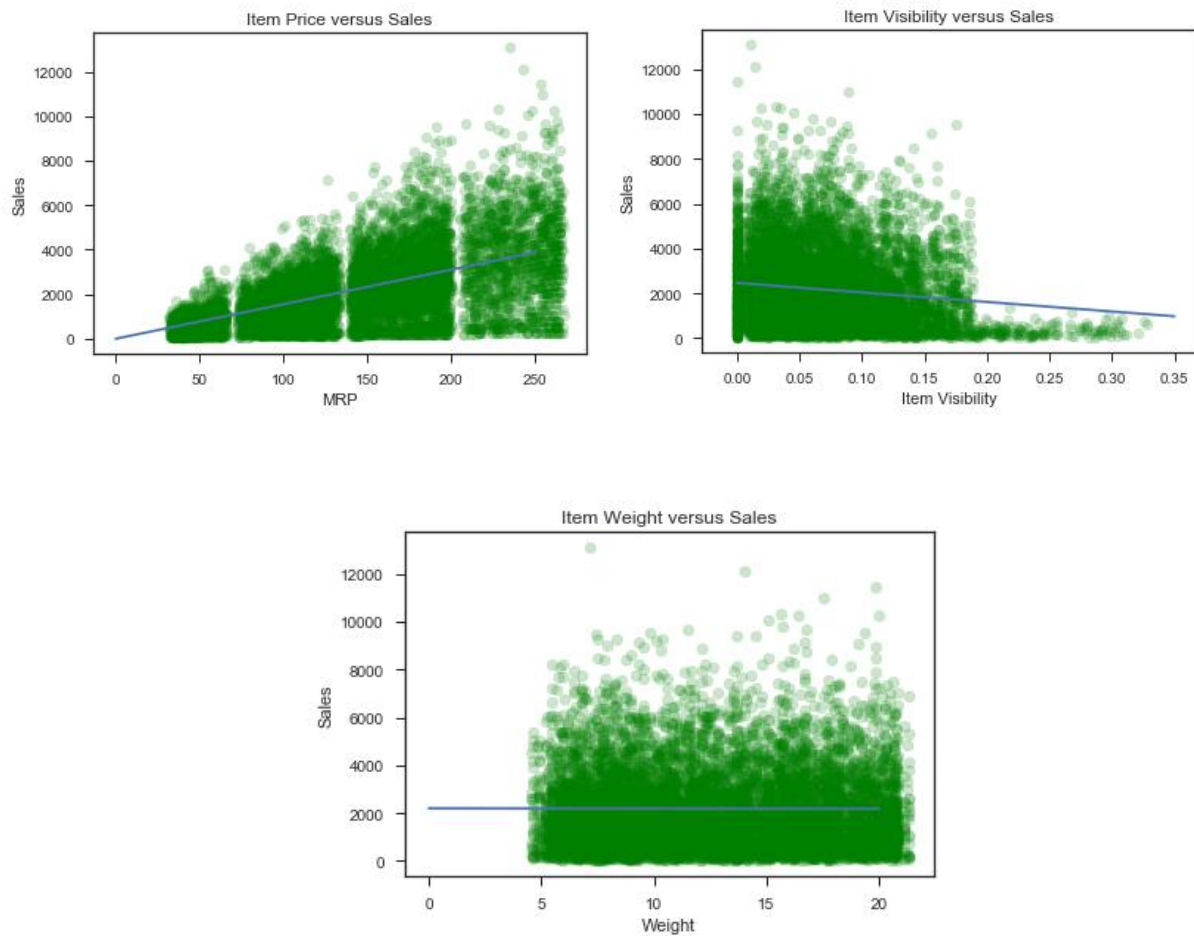 Item Price versus Sales
12000
10000
8000
6000
4000
2000
0
Sales
0 50 100 150 200 250
MRP
Item Visibility versus Sales
12000
10000
8000
6000
4000
2000
0
Sales
0.00 0.05 0.10 0.15 0.20 0.25 0.30 0.35
Item Visibility
Item Weight versus Sales
12000
10000
8000
6000
4000
2000
0
Sales
0 5 10 15 20
Weight